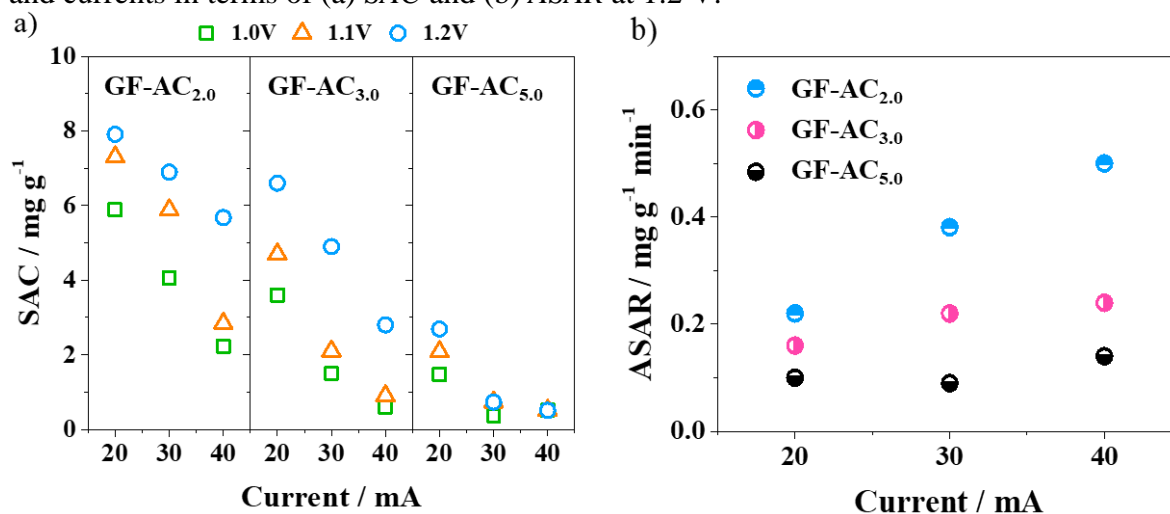 and currents in terms of (a) SAC and (b) ASAR at 1.2 V.
a)
1.0V 1.1V 1.2V
10
8
6
4
2
0
SAC / mg g⁻¹
GF-AC₂.₀ GF-AC₃.₀ GF-AC₅.₀
20 30 40 20 30 40 20 30 40
Current / mA
b)
GF-AC₂.₀
GF-AC₃.₀
GF-AC₅.₀
0.6
0.4
0.2
0.0
ASAR / mg g⁻¹ min⁻¹
20 30 40
Current / mA